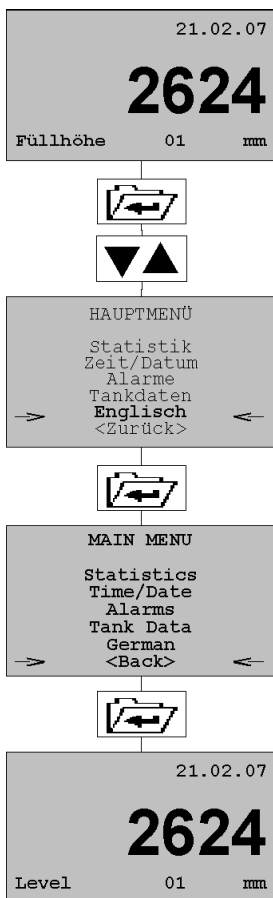 21.02.07
2624
Füllhöhe 01 mm
HAUPTMENÜ
Statistik
Zeit/Datum
Alarme
Tankdaten
Englisch
<Zurück>
MAIN MENU
Statistics
Time/Date
Alarms
Tank Data
German
<Back>
21.02.07
2624
Level 01 mm